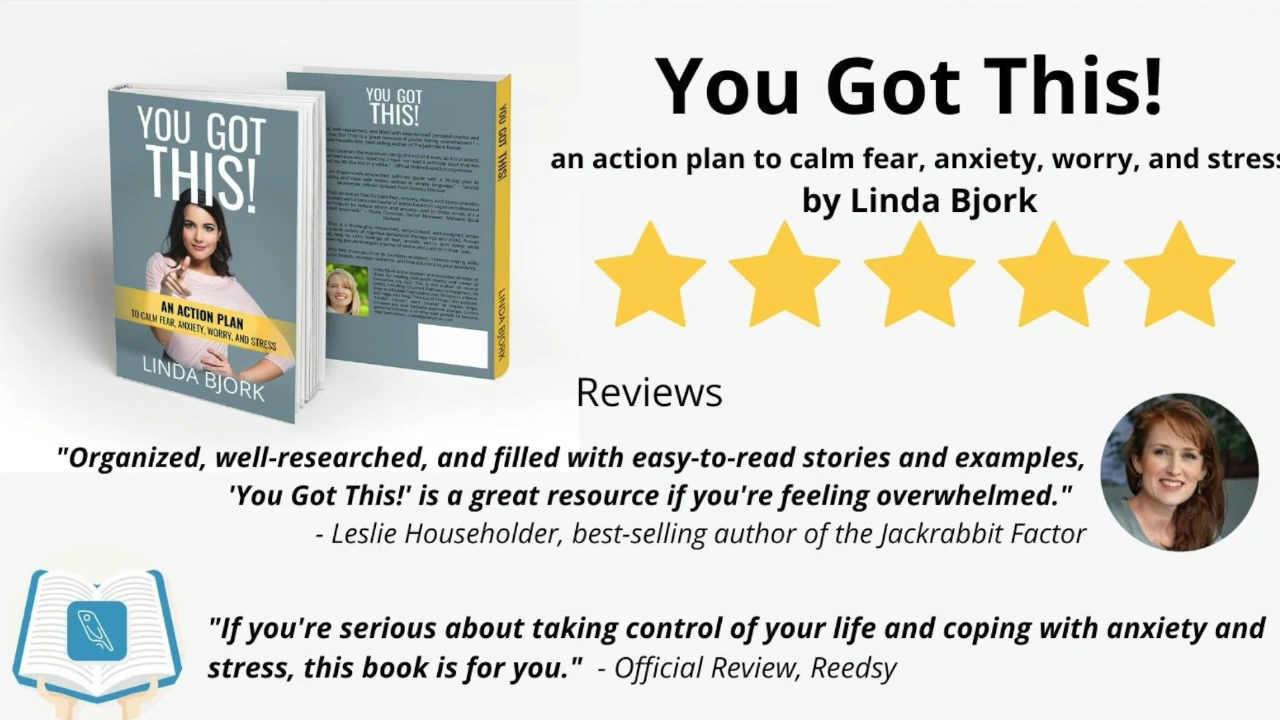 YOU GOT
THIS!
AN ACTION PLAN
TO CALM FEAR, ANXIETY, WORRY, AND STRESS
LINDA BJORK
YOU GOT
THIS!
YOU GOT THIS!
LINDA BJORK
You Got This!
an action plan to calm fear, anxiety, worry, and stress
by Linda Bjork
Reviews
"Organized, well-researched, and filled with easy-to-read stories and examples,
'You Got This!' is a great resource if you're feeling overwhelmed."
- Leslie Householder, best-selling author of the Jackrabbit Factor
"If you're serious about taking control of your life and coping with anxiety and
stress, this book is for you." - Official Review, Reedsy